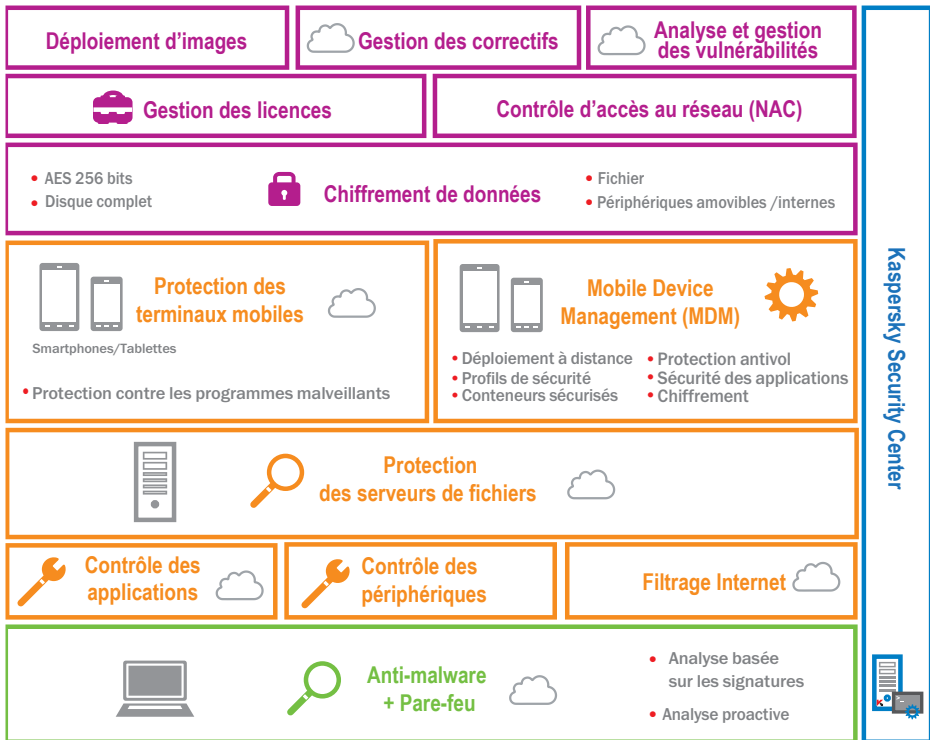 Déploiement d'images
Gestion des correctifs
Analyse et gestion
des vulnérabilités
Gestion des licences
Contrôle d'accès au réseau (NAC)
• AES 256 bits
• Disque complet
Chiffrement de données
• Fichier
• Périphériques amovibles /internes
Protection des
terminaux mobiles
Smartphones/Tablettes
• Protection contre les programmes malveillants
Mobile Device
Management (MDM)
• Déploiement à distance
• Profils de sécurité
• Conteneurs sécurisés
• Protection antivol
• Sécurité des applications
• Chiffrement
Protection
des serveurs de fichiers
Contrôle des
applications
Contrôle des
périphériques
Filtrage Internet
Anti-malware
+ Pare-feu
• Analyse basée
sur les signatures
• Analyse proactive
Kaspersky Security Center